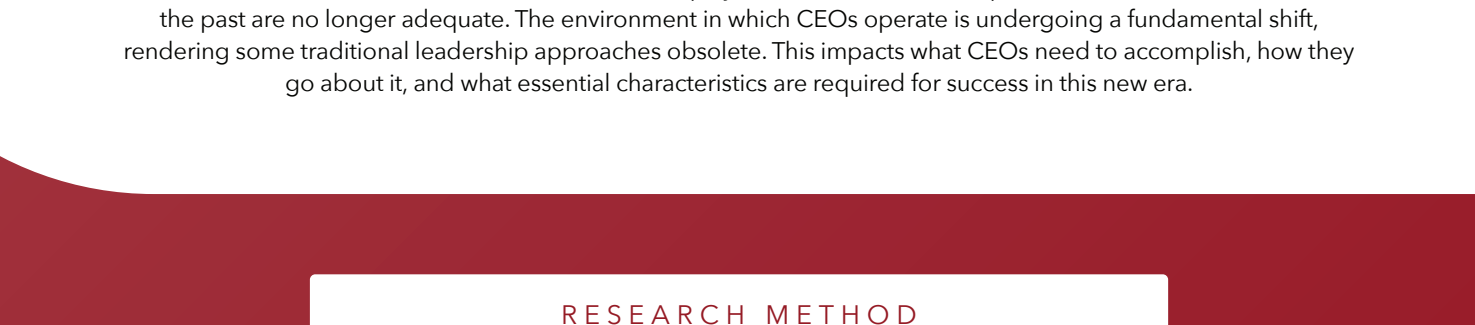 the past are no longer adequate. The environment in which CEOs operate is undergoing a fundamental shift,
rendering some traditional leadership approaches obsolete. This impacts what CEOs need to accomplish, how they
go about it, and what essential characteristics are required for success in this new era.
RESEARCH METHOD